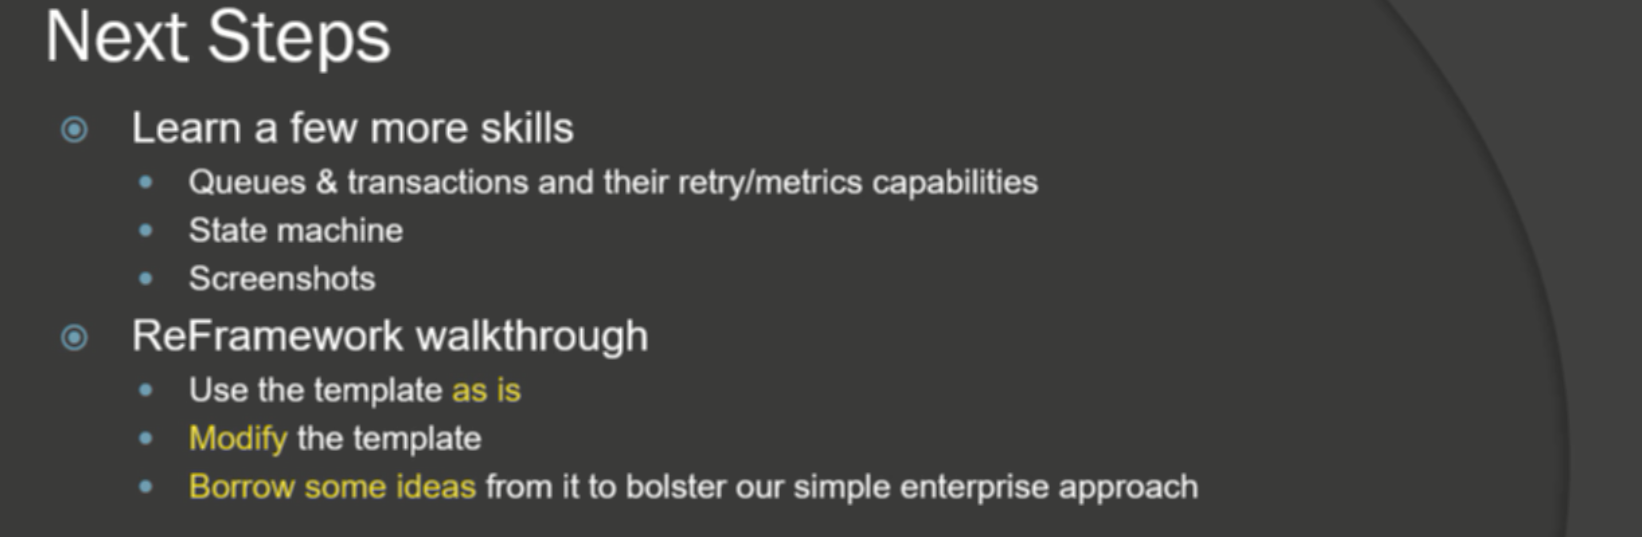 Next Steps
Learn a few more skills
Queues & transactions and their retry/metrics capabilities
State machine
Screenshots
ReFramework walkthrough
Use the template as is
Modify the template
Borrow some ideas from it to bolster our simple enterprise approach